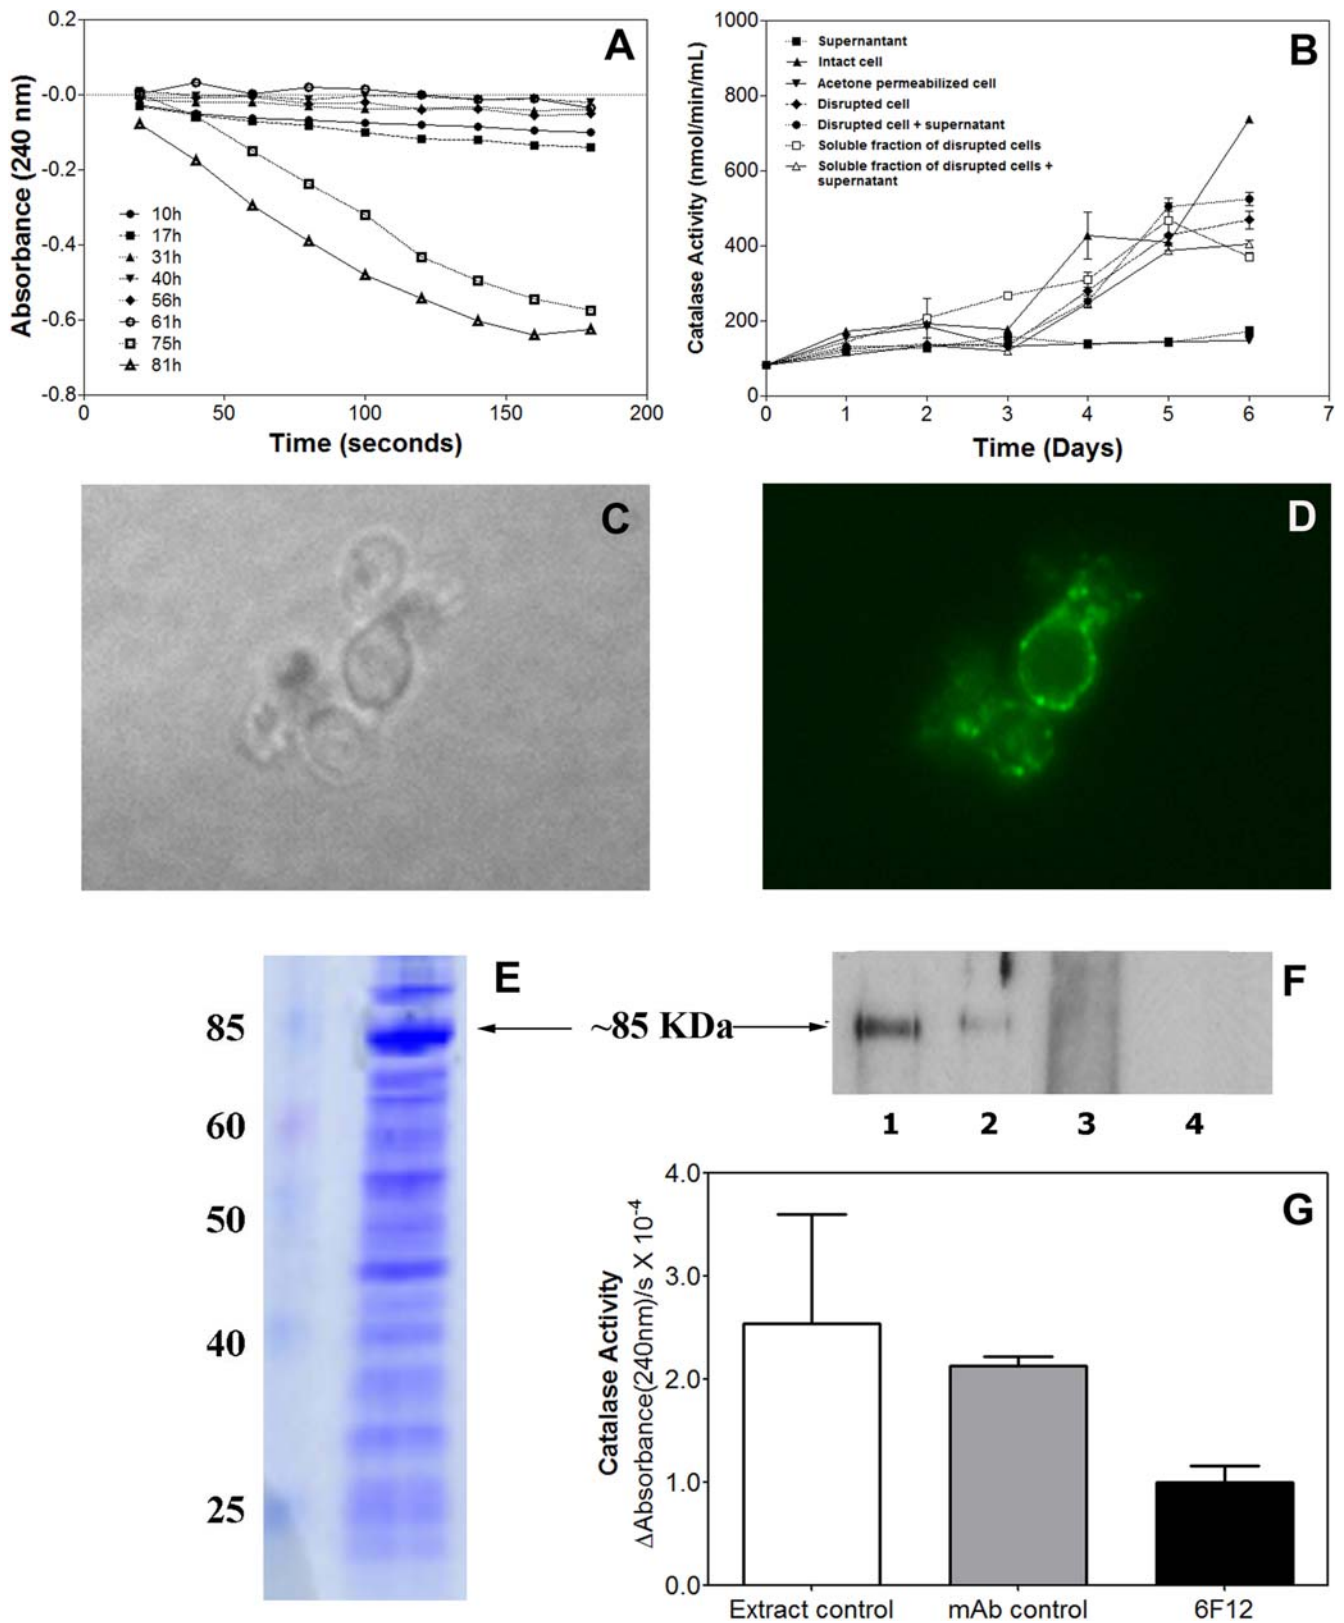 A
0.2
-0.0
-0.2
-0.4
-0.6
-0.8
Absorbance (240 nm)
10h
17h
31h
40h
56h
61h
75h
81h
0 50 100 150 200
Time (seconds)
B
1000
800
600
400
200
0
Catalase Activity (nmol/min/mL)
Supernantant
Intact cell
Acetone permeabilized cell
Disrupted cell
Disrupted cell + supernatant
Soluble fraction of disrupted cells
Soluble fraction of disrupted cells +
supernatant
0 1 2 3 4 5 6 7
Time (Days)
C
D
E
85
60
50
40
25
~85 KDa
F
1 2 3 4
G
4.0
3.0
2.0
1.0
0.0
Catalase Activity
ΔAbsorbance(240nm)/s X 10⁻⁴
Extract control mAb control 6F12